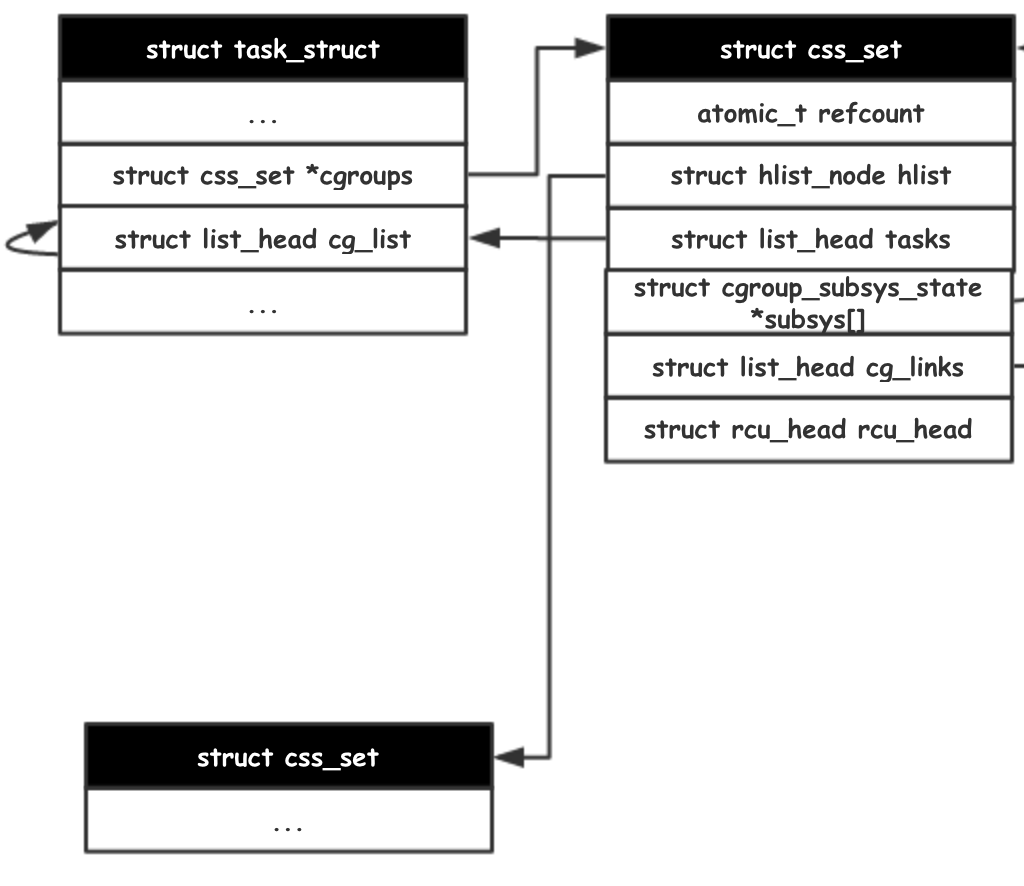 struct task_struct
...
struct css_set *cgroups
struct list_head cg_list
...
struct css_set
atomic_t refcount
struct hlist_node hlist
struct list_head tasks
struct cgroup_subsys_state
*subsys[]
struct list_head cg_links
struct rcu_head rcu_head
struct css_set
...